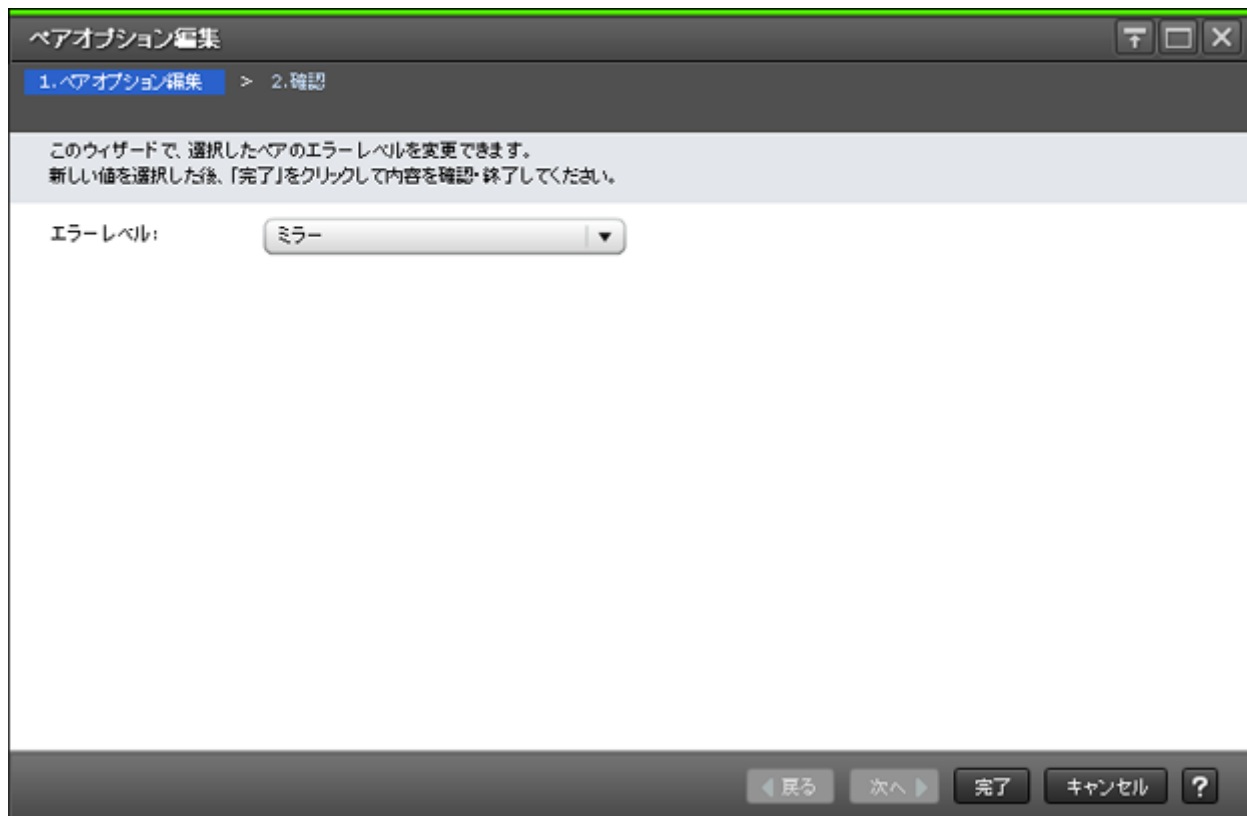 ペアオプション編集
1.ペアオプション編集 > 2.確認
このウィザードで、選択したペアのエラーレベルを変更できます。
新しい値を選択した後、「完了」をクリックして内容を確認・終了してください。
エラーレベル: ミラー
戻る 次へ 完了 キャンセル ?